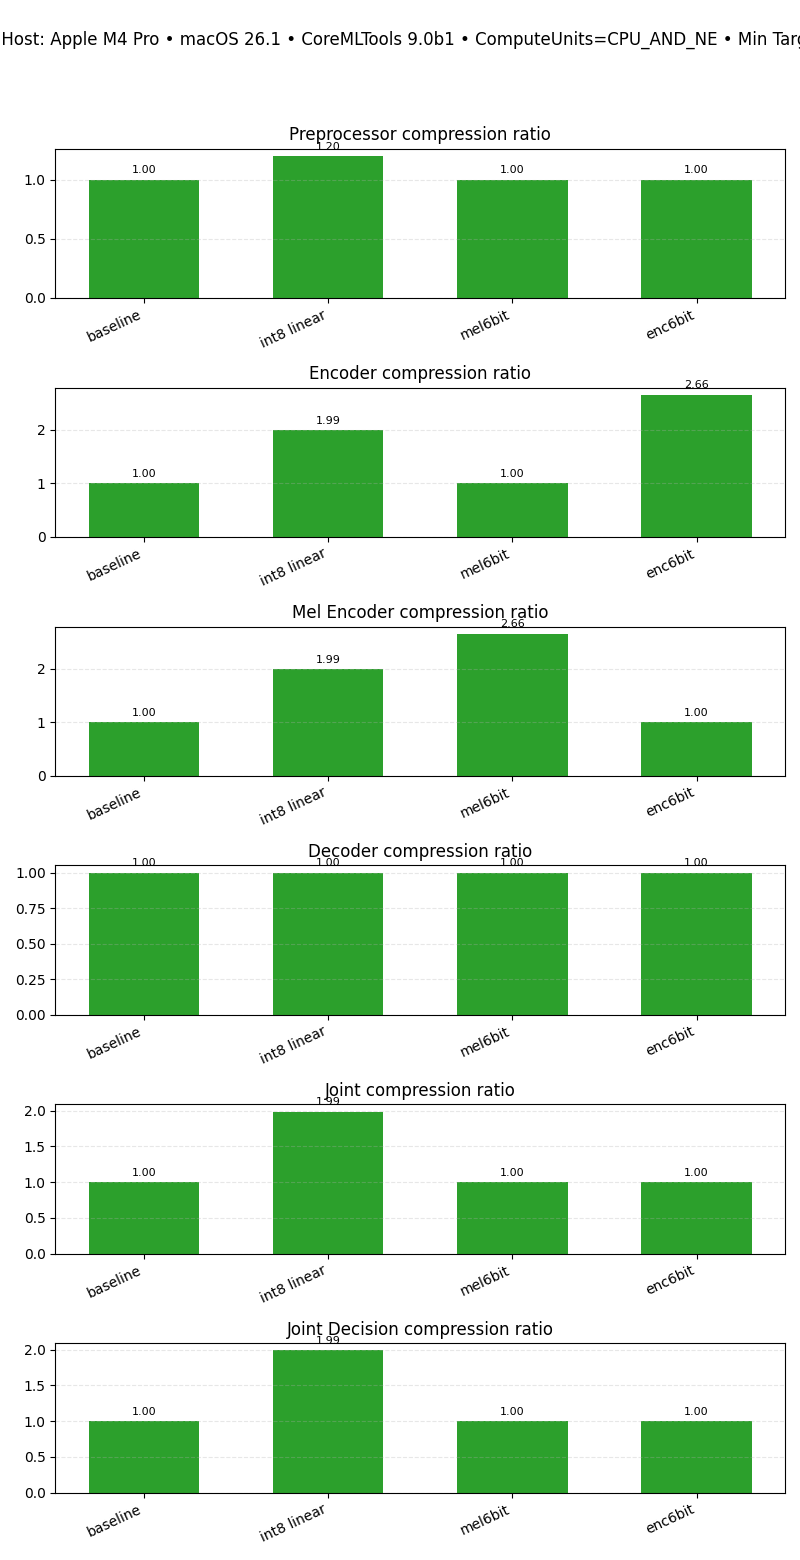 Host: Apple M4 Pro • macOS 26.1 • CoreMLTools 9.0b1 • ComputeUnits=CPU_AND_NE • Min
Preprocessor compression ratio
1.00 1.20 1.00 1.00
1.0
0.5
0.0
baseline int8 linear mel6bit enc6bit
Encoder compression ratio
1.00 1.99 1.00 2.66
2
1
0
baseline int8 linear mel6bit enc6bit
Mel Encoder compression ratio
1.00 1.99 2.66 1.00
2
1
0
baseline int8 linear mel6bit enc6bit
Decoder compression ratio
1.00 1.00 1.00 1.00
1.00
0.75
0.50
0.25
0.00
baseline int8 linear mel6bit enc6bit
Joint compression ratio
1.00 1.99 1.00 1.00
2.0
1.5
1.0
0.5
0.0
baseline int8 linear mel6bit enc6bit
Joint Decision compression ratio
1.00 1.99 1.00 1.00
2.0
1.5
1.0
0.5
0.0
baseline int8 linear mel6bit enc6bit